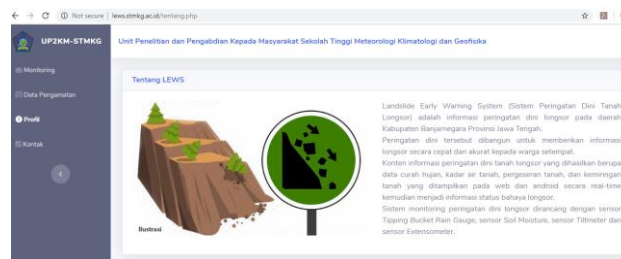 Not secure | lews.stmkg.ac.id/tentang.php
UP2KM-STMKG
Unit Penelitian dan Pengabdian Kepada Masyarakat Sekolah Tinggi Meteorologi Klimatologi dan Geofisika
Monitoring
Data Pengamatan
Profil
Kontak
Tentang LEWS
Landslide Early Warning System (Sistem Peringatan Dini Tanah
Longsor) adalah informasi peringatan dini longsor pada daerah
Kabupaten Banjarnegara Provinsi Jawa Tengah.
Peringatan dini tersebut dibangun untuk memberikan informasi
longsor secara cepat dan akurat kepada warga setempat.
Konten informasi peringatan dini tanah longsor yang dihasilkan berupa
data curah hujan, kadar air tanah, pergeseran tanah, dan kemiringan
tanah yang ditampilkan pada web dan android secara real-time
kemudian menjadi informasi status bahaya longsor.
Sistem monitoring peringatan dini longsor dirancang dengan sensor
Tipping Bucket Rain Gauge, sensor Soil Moisture, sensor Tiltmeter dan
sensor Extensometer.
Ilustrasi